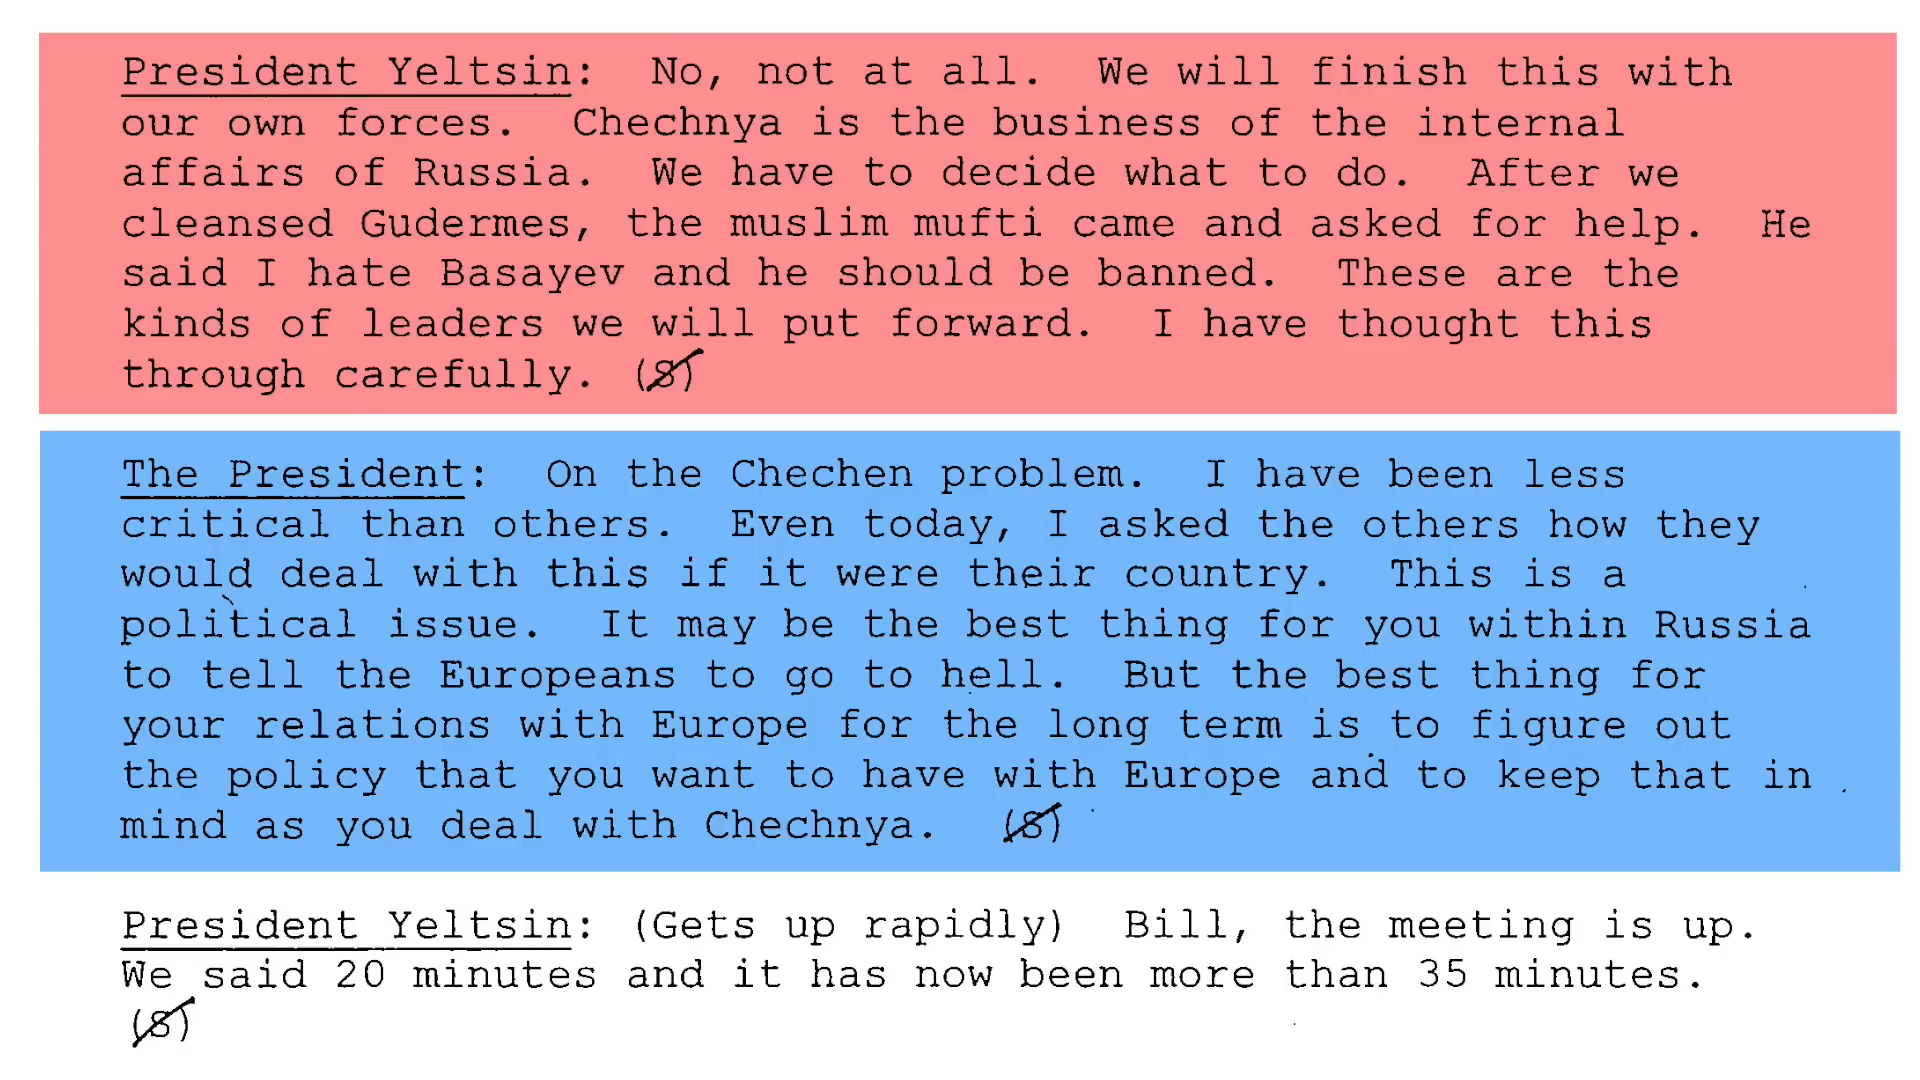 President Yeltsin: No, not at all. We will finish this with
our own forces. Chechnya is the business of the internal
affairs of Russia. We have to decide what to do. After we
cleansed Gudermes, the muslim mufti came and asked for help. He
said I hate Basayev and he should be banned. These are the
kinds of leaders we will put forward. I have thought this
through carefully. (S)
The President: On the Chechen problem. I have been less
critical than others. Even today, I asked the others how they
would deal with this if it were their country. This is a
political issue. It may be the best thing for you within Russia
to tell the Europeans to go to hell. But the best thing for
your relations with Europe for the long term is to figure out
the policy that you want to have with Europe and to keep that in
mind as you deal with Chechnya. (S)
President Yeltsin: (Gets up rapidly) Bill, the meeting is up.
We said 20 minutes and it has now been more than 35 minutes.
(S)